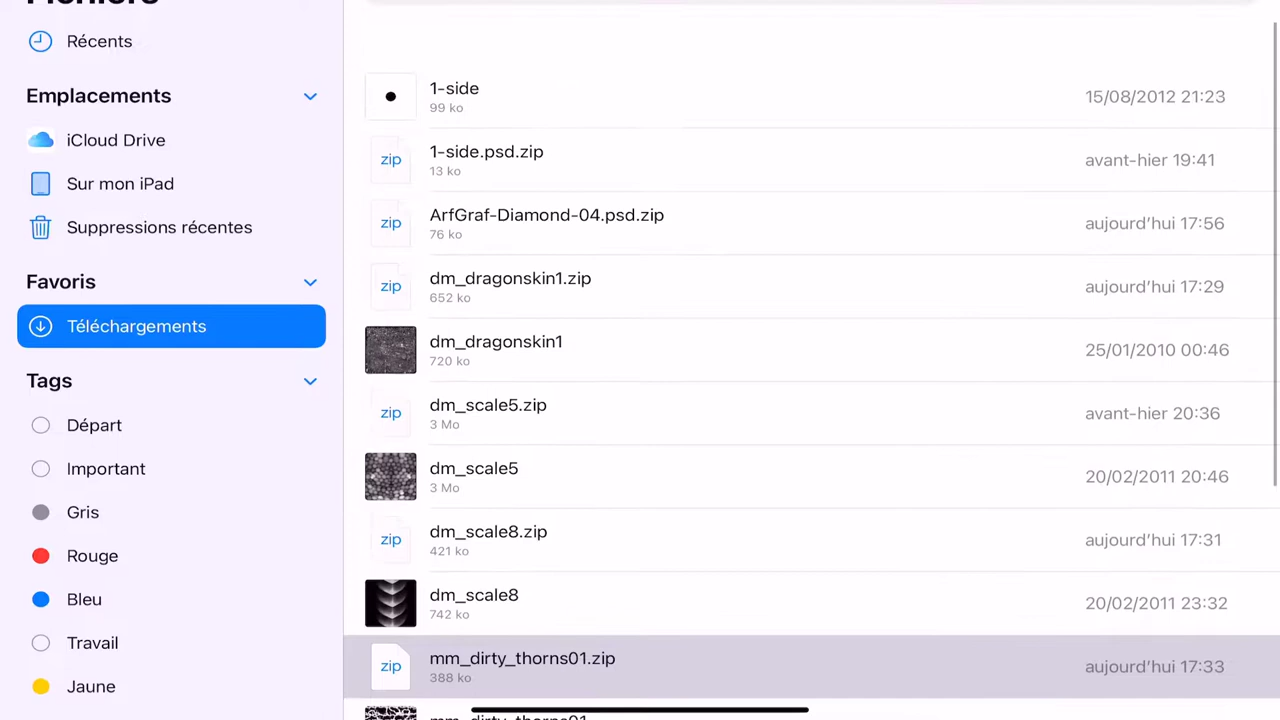 Fichiers
Récents
Emplacements
iCloud Drive
Sur mon iPad
Suppressions récentes
Favoris
Téléchargements
Tags
Départ
Important
Gris
Rouge
Bleu
Travail
Jaune
1-side
99 ko
15/08/2012 21:23
zip
1-side.psd.zip
13 ko
avant-hier 19:41
zip
ArfGraf-Diamond-04.psd.zip
76 ko
aujourd’hui 17:56
zip
dm_dragonskin1.zip
652 ko
aujourd’hui 17:29
dm_dragonskin1
720 ko
25/01/2010 00:46
zip
dm_scale5.zip
3 Mo
avant-hier 20:36
dm_scale5
3 Mo
20/02/2011 20:46
zip
dm_scale8.zip
421 ko
aujourd’hui 17:31
dm_scale8
742 ko
20/02/2011 23:32
zip
mm_dirty_thorns01.zip
388 ko
aujourd’hui 17:33
mm_dirty_thorns01